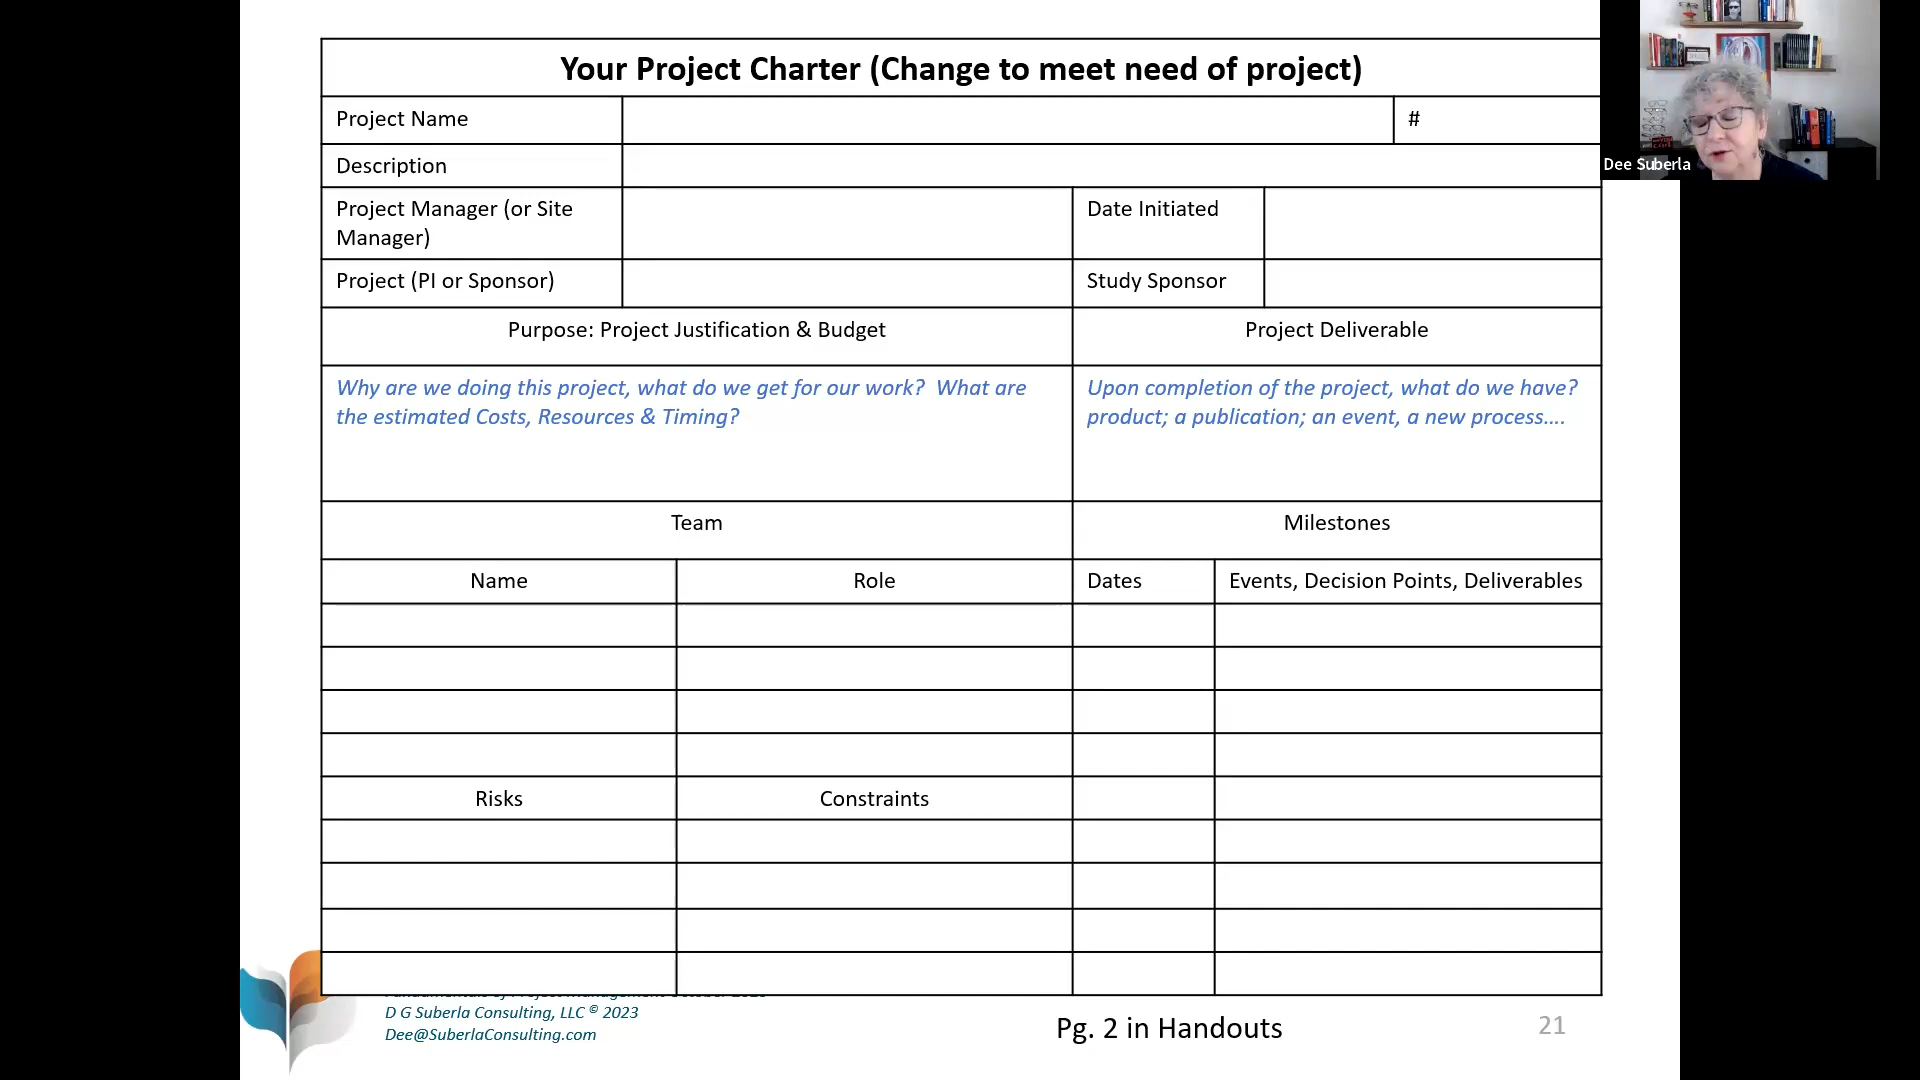 Your Project Charter (Change to meet need of project)
Project Name
#
Description
Project Manager (or Site
Manager)
Date Initiated
Project (PI or Sponsor)
Study Sponsor
Purpose: Project Justification & Budget
Project Deliverable
Why are we doing this project, what do we get for our work?  What are
the estimated Costs, Resources & Timing?
Upon completion of the project, what do we have?
product; a publication; an event, a new process....
Team
Milestones
Name
Role
Dates
Events, Decision Points, Deliverables
Risks
Constraints
D G Suberla Consulting, LLC © 2023
Dee@SuberlaConsulting.com
Pg. 2 in Handouts
21
Dee Suberla